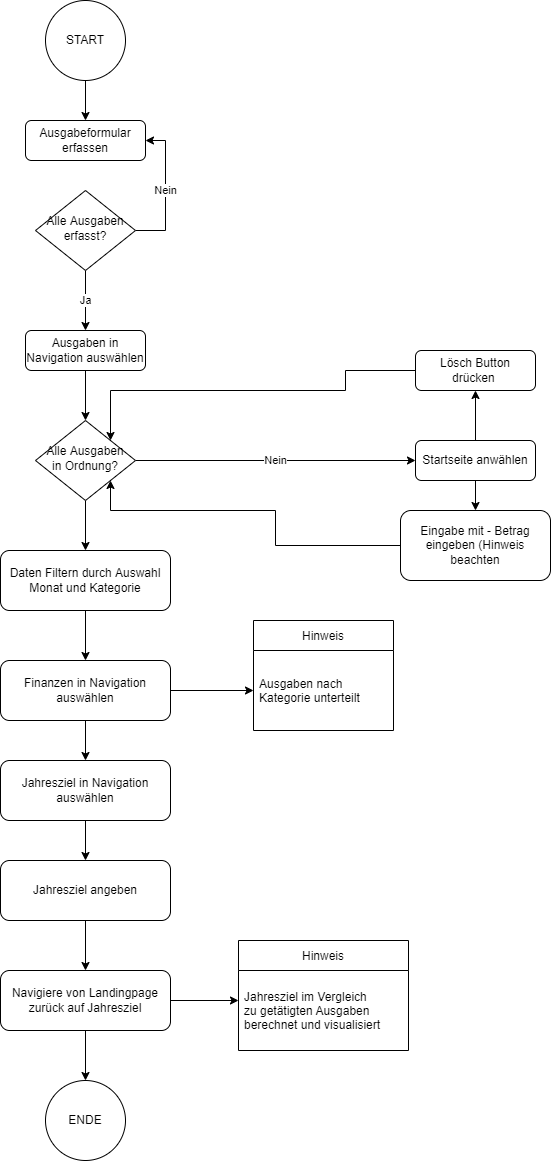 START
Ausgabeformular
erfassen
Nein
Alle Ausgaben
erfasst?
Ja
Ausgaben in
Navigation auswählen
Lösch Button
drücken
Alle Ausgaben
in Ordnung?
Nein
Startseite anwählen
Eingabe mit - Betrag
eingeben (Hinweis
beachten
Daten Filtern durch Auswahl
Monat und Kategorie
Hinweis
Ausgaben nach
Kategorie unterteilt
Finanzen in Navigation
auswählen
Jahresziel in Navigation
auswählen
Jahresziel angeben
Hinweis
Navigiere von Landingpage
zurück auf Jahresziel
Jahresziel im Vergleich
zu getätigten Ausgaben
berechnet und visualisiert
ENDE